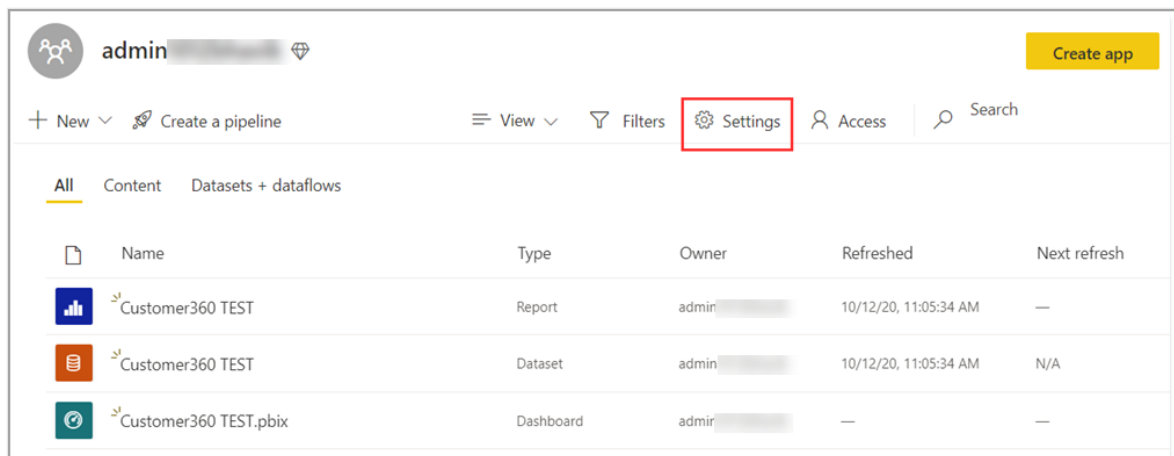 admin
Create app
New Create a pipeline View Filters Settings Access Search
All Content Datasets + dataflows
Name Type Owner Refreshed Next refresh
Customer360 TEST Report admin 10/12/20, 11:05:34 AM —
Customer360 TEST Dataset admin 10/12/20, 11:05:34 AM N/A
Customer360 TEST.pbix Dashboard admin — —